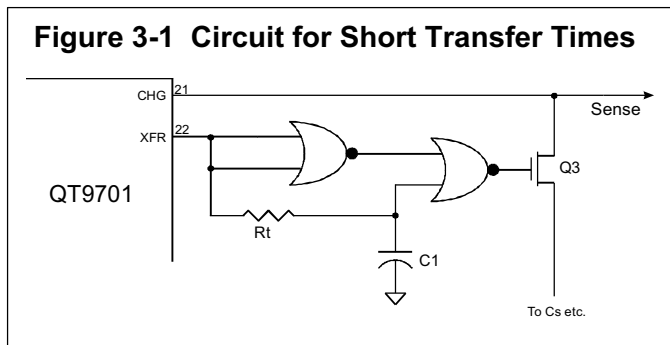 Figure 3-1 Circuit for Short Transfer Times
CHG 21
Sense
XFR 22
Q3
QT9701
Rt
C1
To Cs etc.